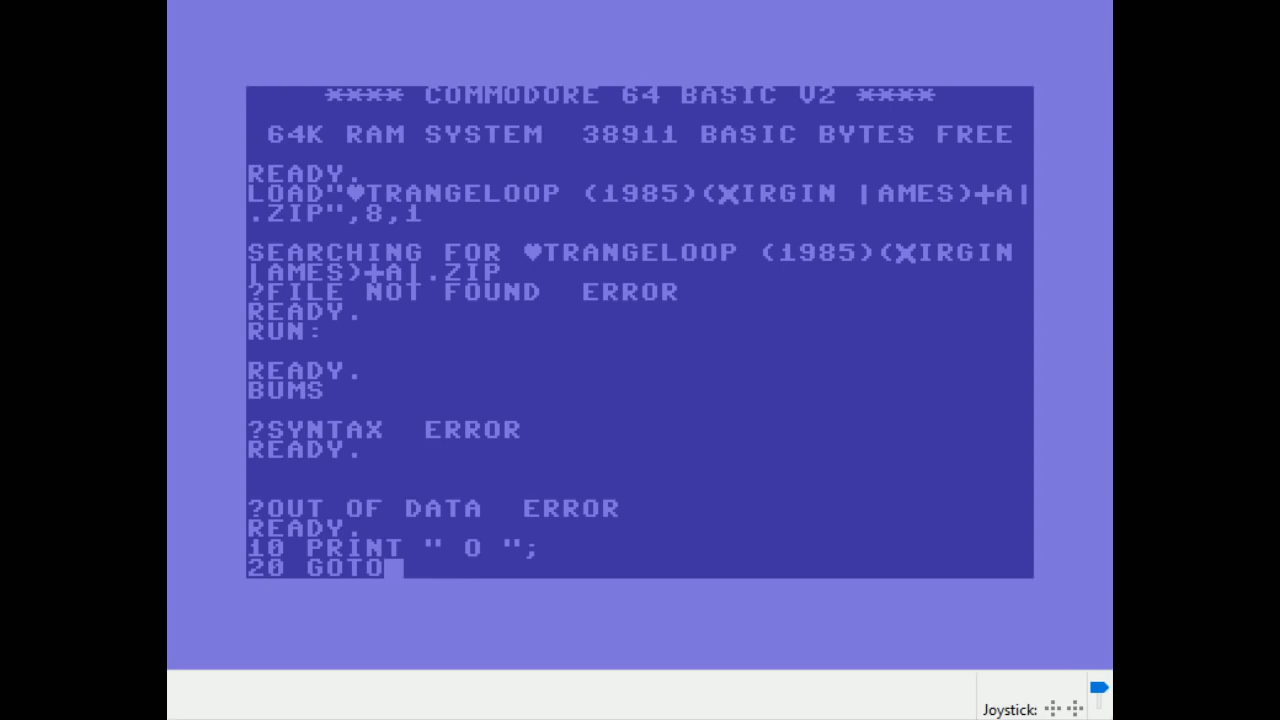 **** COMMODORE 64 BASIC V2 ****
64K RAM SYSTEM  38911 BASIC BYTES FREE
READY.
LOAD"♥TRANGELOOP (1985)(╳IRGIN |AMES)+A|
.ZIP",8,1
SEARCHING FOR ♥TRANGELOOP (1985)(╳IRGIN
|AMES)+A|.ZIP
?FILE NOT FOUND  ERROR
READY.
RUN:
READY.
BUMS
?SYNTAX  ERROR
READY.
?OUT OF DATA  ERROR
READY.
10 PRINT " O ";
20 GOTO
Joystick: